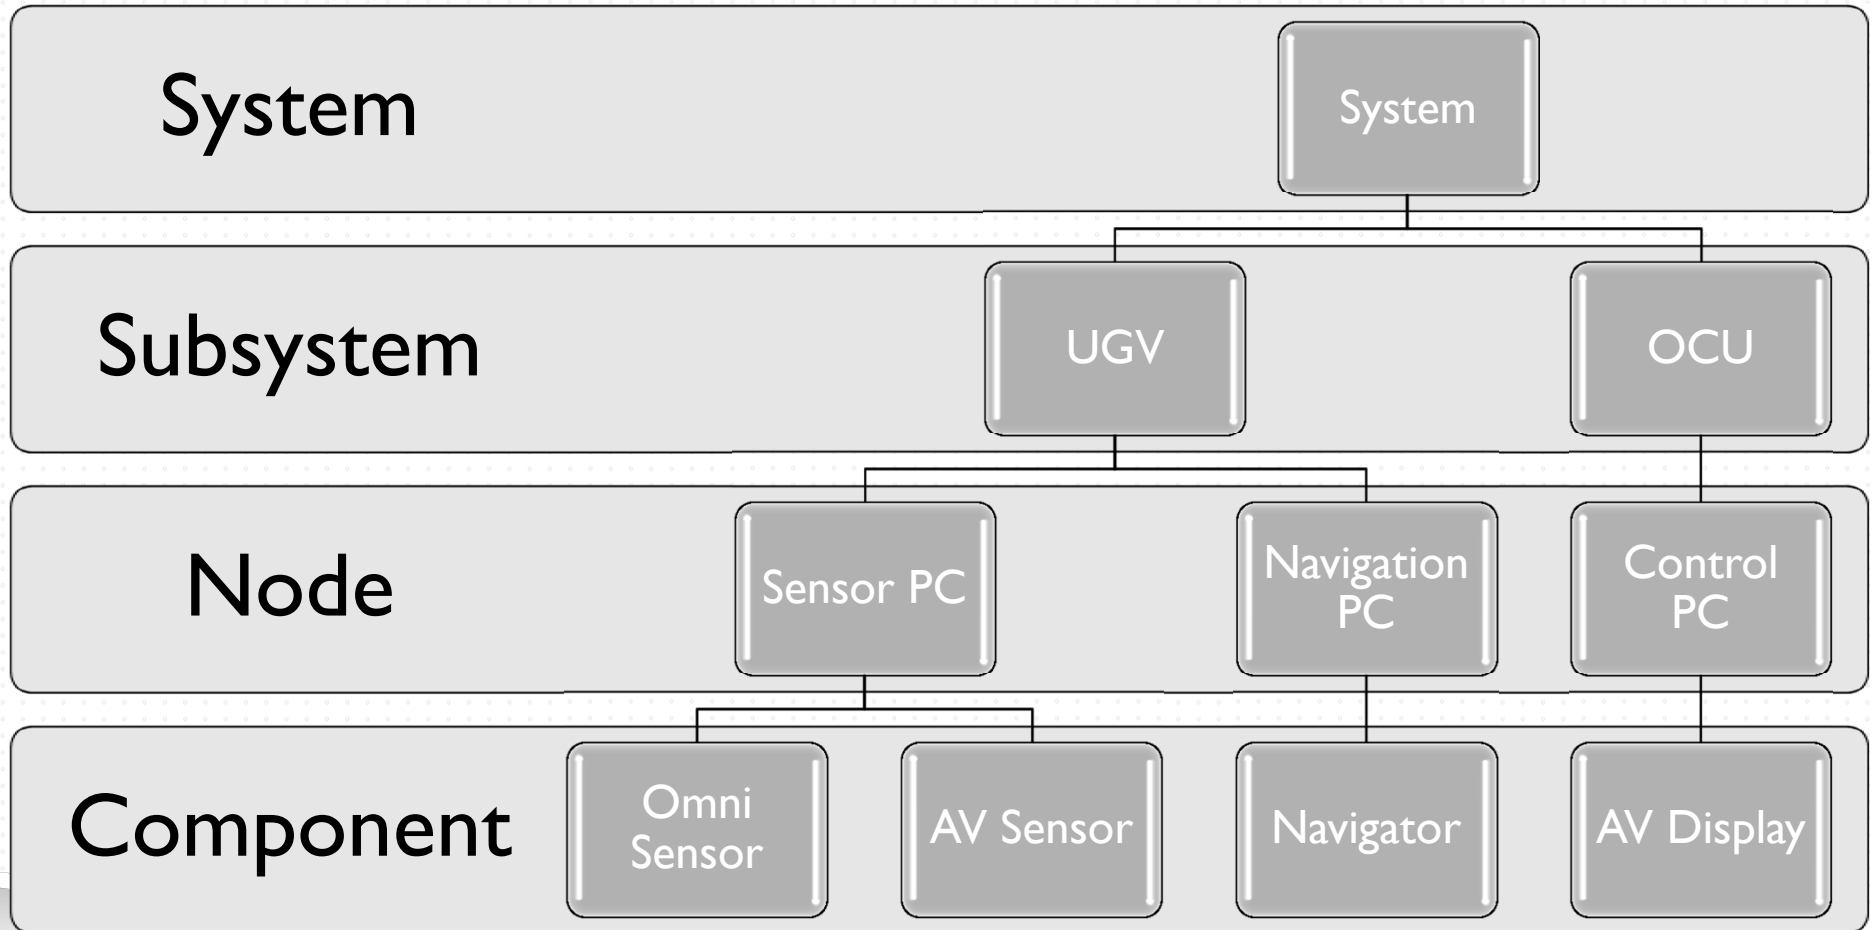 System
System
Subsystem
UGV
OCU
Node
Sensor PC
Navigation
PC
Control
PC
Component
Omni
Sensor
AV Sensor
Navigator
AV Display